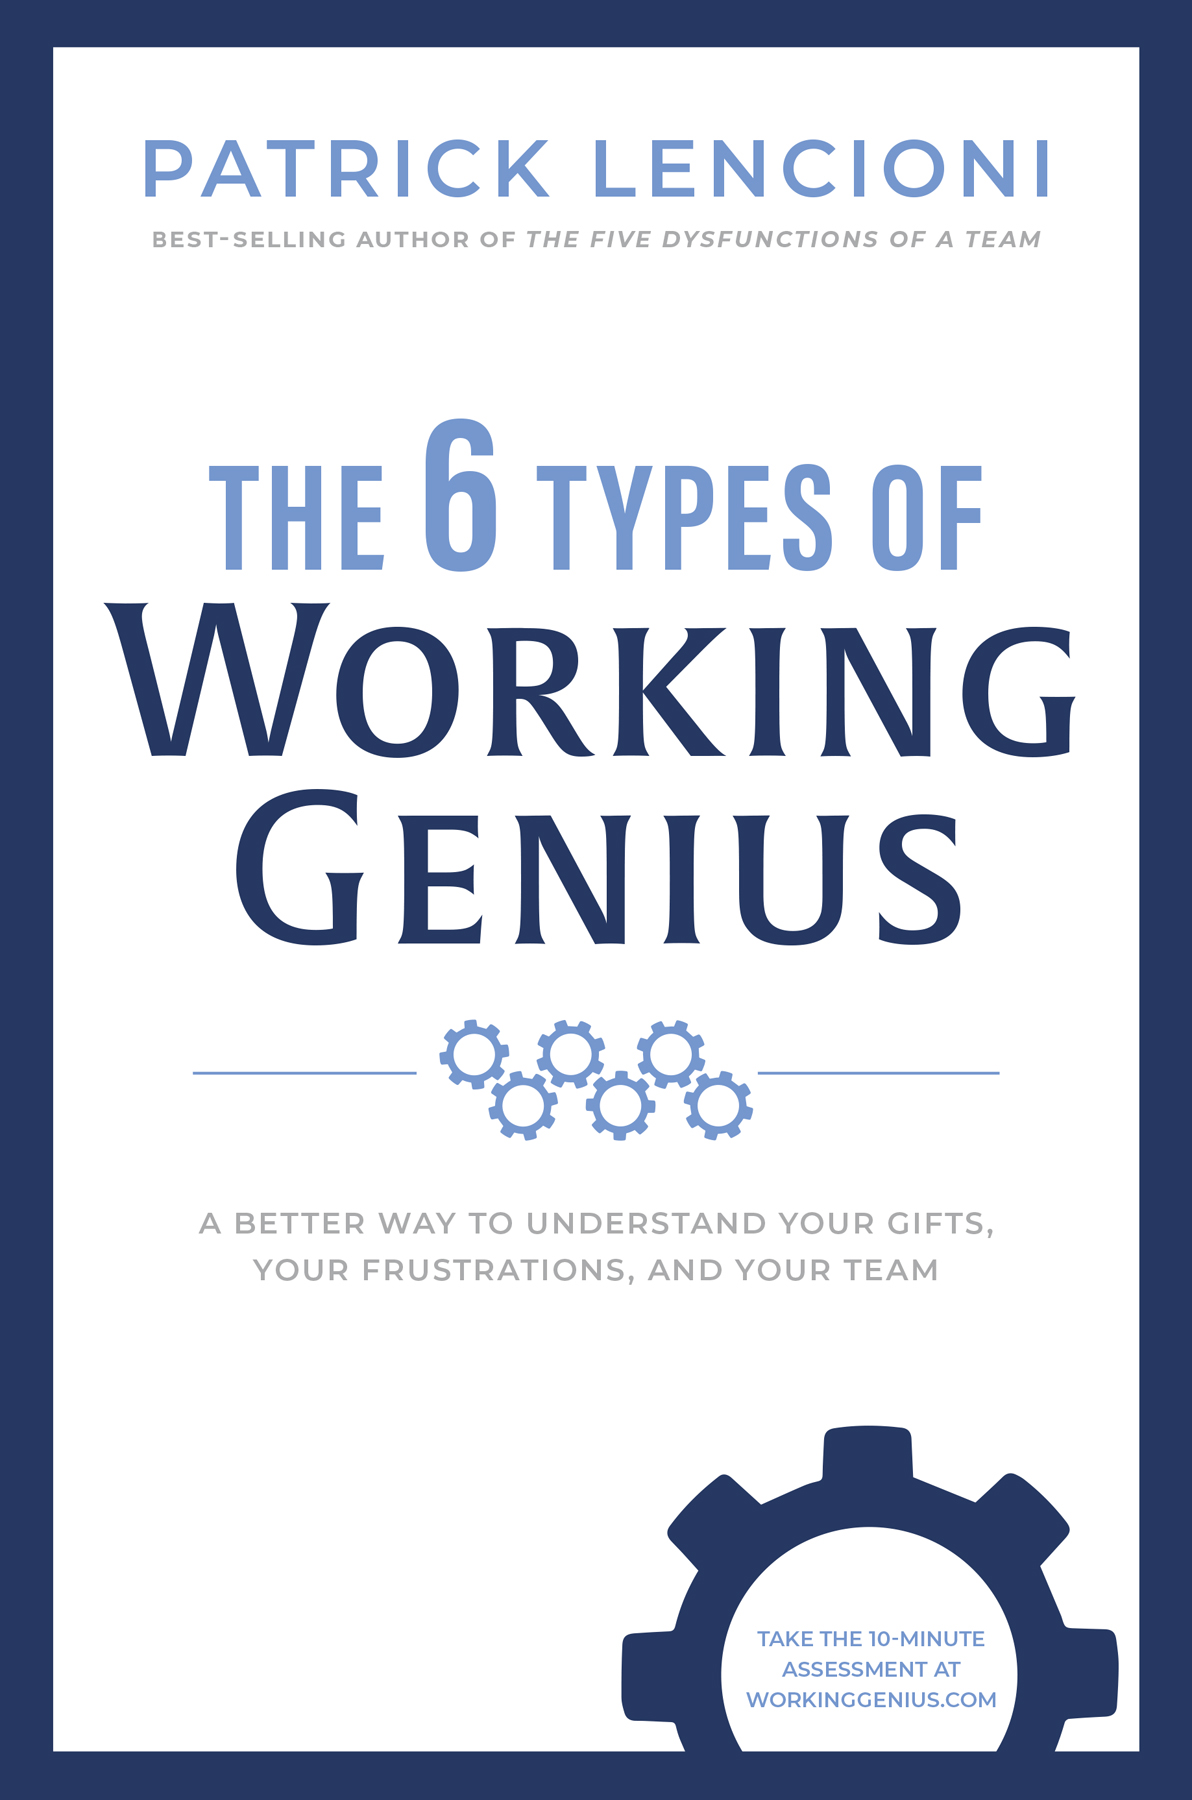 PATRICK LENCIONI
BEST-SELLING AUTHOR OF THE FIVE DYSFUNCTIONS OF A TEAM
THE 6 TYPES OF
WORKING
GENIUS
A BETTER WAY TO UNDERSTAND YOUR GIFTS,
YOUR FRUSTRATIONS, AND YOUR TEAM
TAKE THE 10-MINUTE
ASSESSMENT AT
WORKINGGENIUS.COM